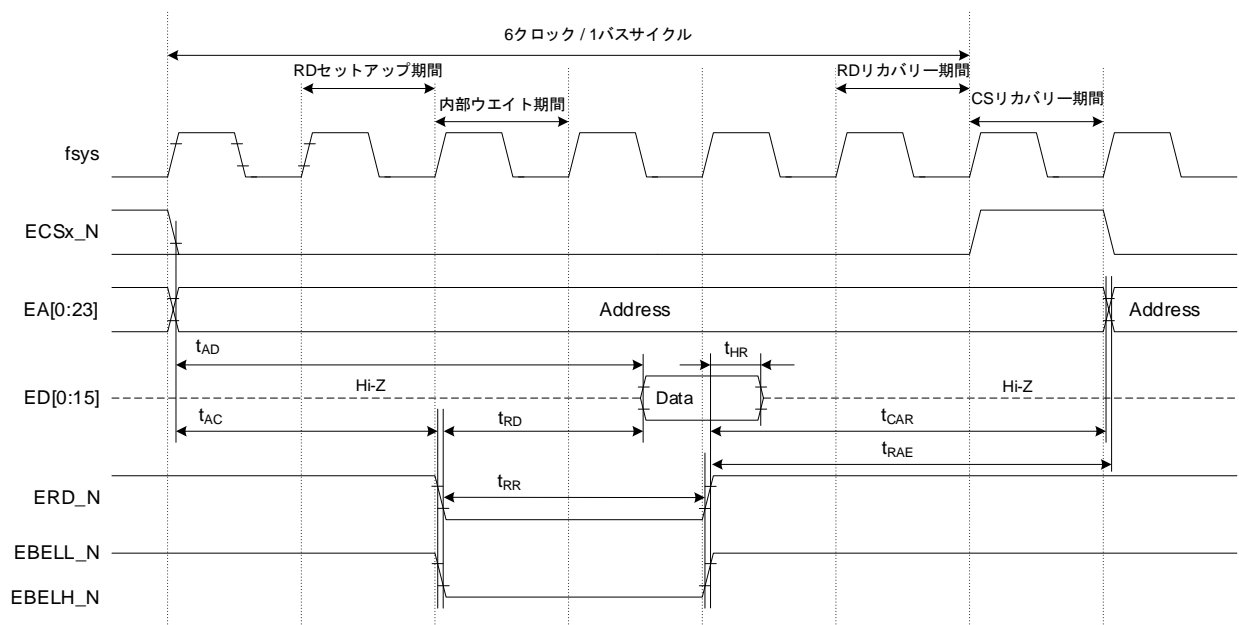 6クロック / 1バスサイクル
RDセットアップ期間
RDリカバリー期間
内部ウエイト期間
CSリカバリー期間
fsys
ECSx_N
EA[0:23]
Address
Address
tAD
tHR
ED[0:15]
Hi-Z
Data
Hi-Z
tAC
tRD
tCAR
tRAE
ERD_N
tRR
EBELL_N
EBELH_N